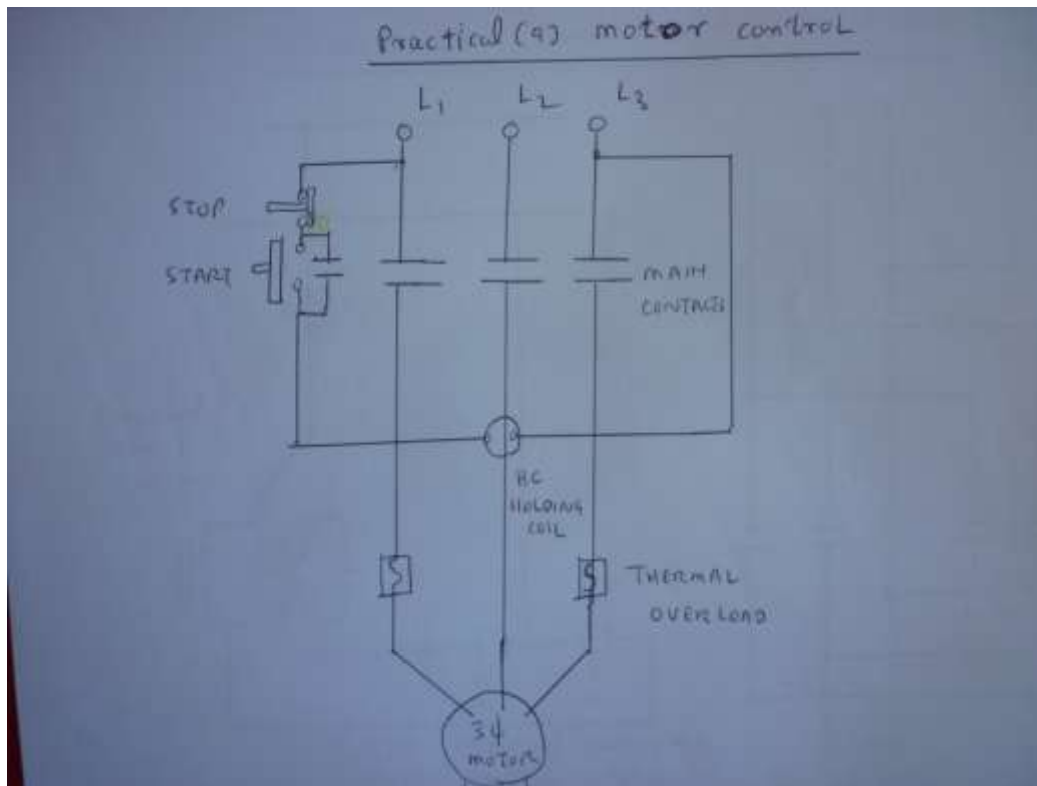 Practical (9) motor control
L1 L2 L3
STOP
START
MAIN
CONTACTS
HC
HOLDING
COIL
THERMAL
OVERLOAD
3ϕ
MOTOR